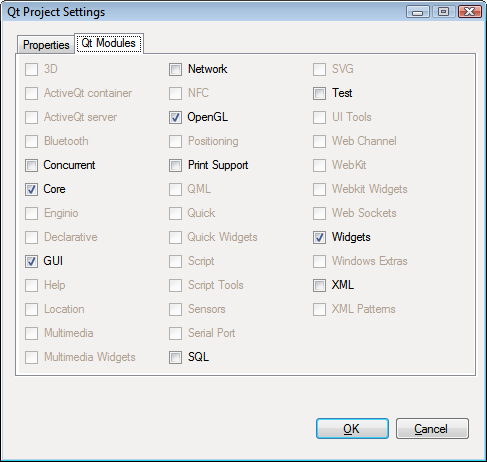 Qt Project Settings
Properties
Qt Modules
3D
ActiveQt container
ActiveQt server
Bluetooth
Concurrent
Core
Enginio
Declarative
GUI
Help
Location
Multimedia
Multimedia Widgets
Network
NFC
OpenGL
Positioning
Print Support
QML
Quick
Quick Widgets
Script
Script Tools
Sensors
Serial Port
SQL
SVG
Test
UI Tools
Web Channel
WebKit
Webkit Widgets
Web Sockets
Widgets
Windows Extras
XML
XML Patterns
OK
Cancel